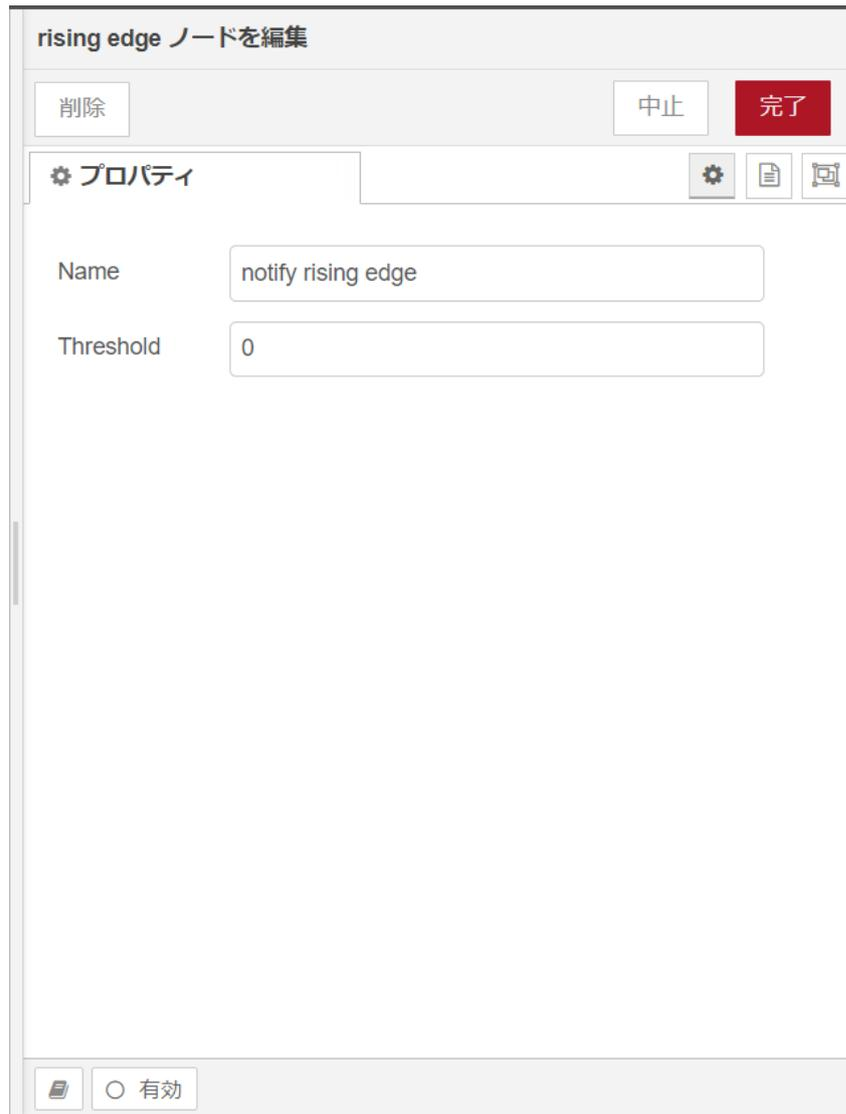 rising edge ノードを編集
削除
中止
完了
プロパティ
Name
notify rising edge
Threshold
0
有効